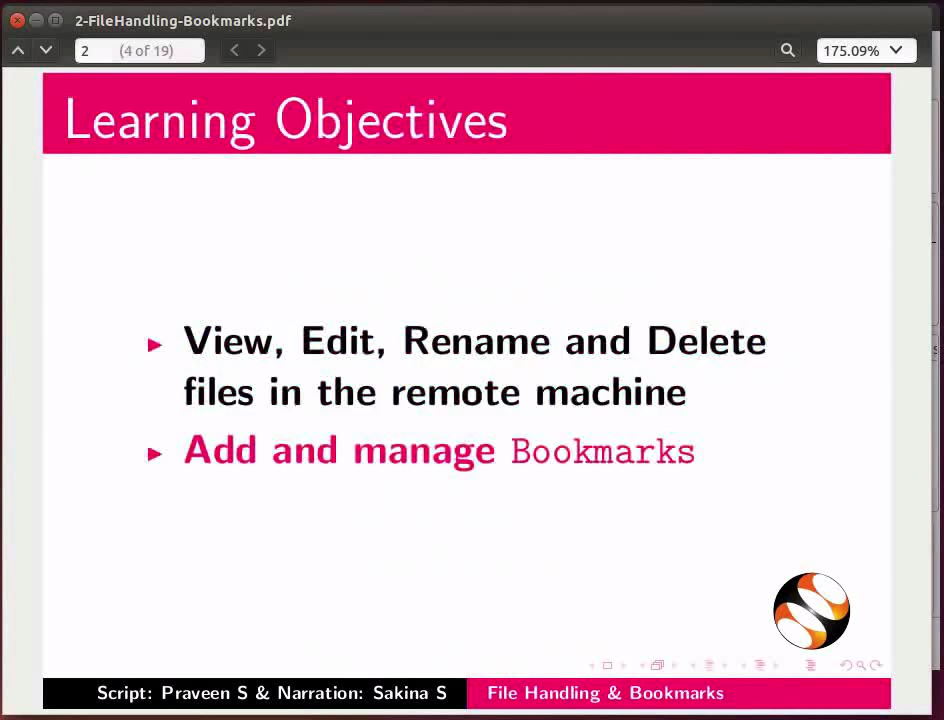 2-FileHandling-Bookmarks.pdf
2 (4 of 19)
175.09%
Learning Objectives
View, Edit, Rename and Delete
files in the remote machine
Add and manage Bookmarks
Script: Praveen S & Narration: Sakina S
File Handling & Bookmarks